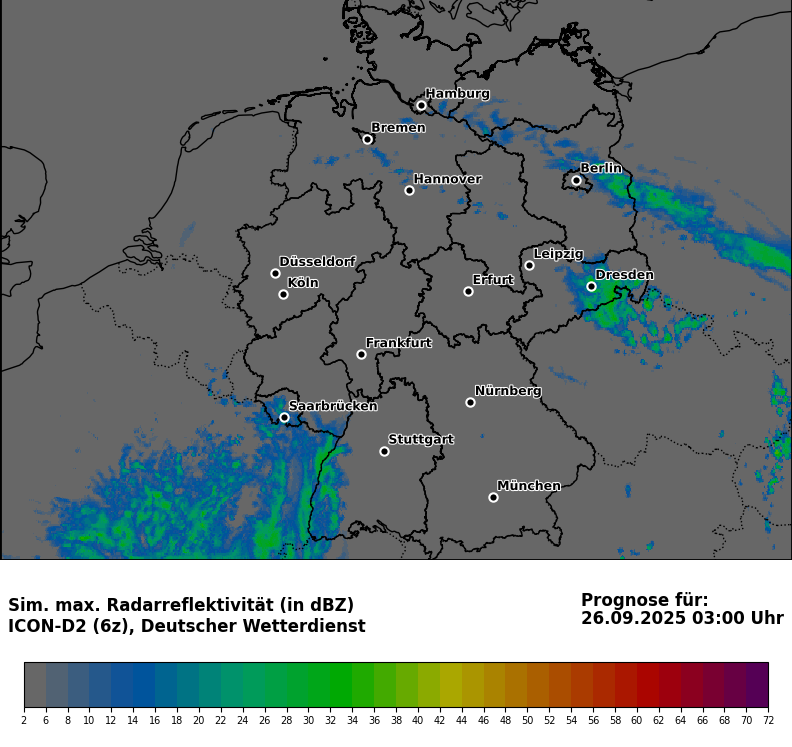 Hamburg
Bremen
Berlin
Hannover
Leipzig
Düsseldorf
Dresden
Köln
Erfurt
Frankfurt
Nürnberg
Saarbrücken
Stuttgart
München
Sim. max. Radarreflektivität (in dBZ)
ICON-D2 (6z), Deutscher Wetterdienst
Prognose für:
26.09.2025 03:00 Uhr
2 6 8 10 12 14 16 18 20 22 24 26 28 30 32 34 36 38 40 42 44 46 48 50 52 54 56 58 60 62 64 66 68 70 72